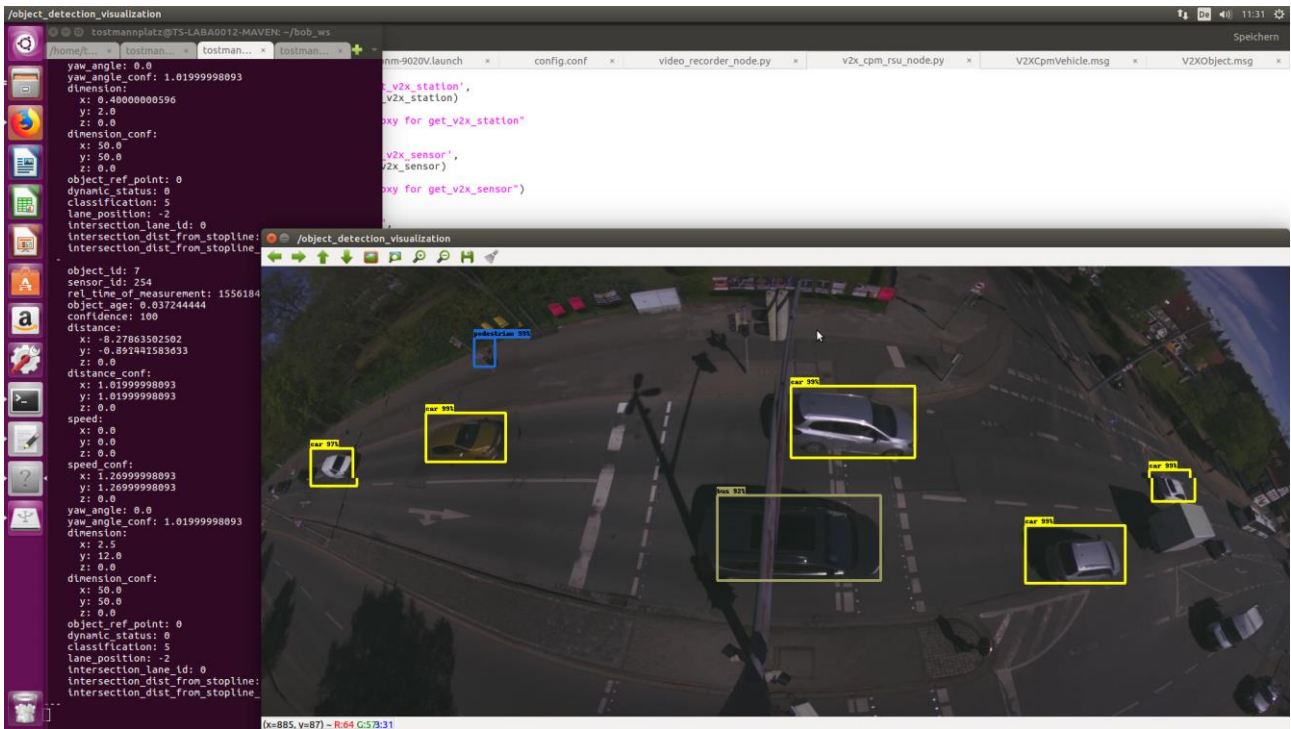 /object_detection_visualization
De
11:31
tostmannplatz@TS-LABA0012-MAVEN: ~/bob_ws
Speichern
/home/t... × tostman... × tostman... × tostman... ×
nm-9020V.launch × config.conf × video_recorder_node.py × v2x_cpm_rsu_node.py × V2XCpmVehicle.msg × V2XObject.msg ×
yaw_angle: 0.0
yaw_angle_conf: 1.01999998093
dimension:
x: 0.40000000596
y: 2.0
z: 0.0
dimension_conf:
x: 50.0
y: 50.0
z: 0.0
object_ref_point: 0
dynamic_status: 0
classification: 5
lane_position: -2
intersection_lane_id: 0
intersection_dist_from_stopline:
intersection_dist_from_stopline_
-
object_id: 7
sensor_id: 254
rel_time_of_measurement: 1556184
object_age: 0.037244444
confidence: 100
distance:
x: -8.27863502502
y: -0.891441583633
z: 0.0
distance_conf:
x: 1.01999998093
y: 1.01999998093
z: 0.0
speed:
x: 0.0
y: 0.0
z: 0.0
speed_conf:
x: 1.26999998093
y: 1.26999998093
z: 0.0
yaw_angle: 0.0
yaw_angle_conf: 1.01999998093
dimension:
x: 2.5
y: 12.0
z: 0.0
dimension_conf:
x: 50.0
y: 50.0
z: 0.0
object_ref_point: 0
dynamic_status: 0
classification: 5
lane_position: -2
intersection_lane_id: 0
intersection_dist_from_stopline:
intersection_dist_from_stopline_
---
t_v2x_station',
_v2x_station)
oxy for get_v2x_station"
_v2x_sensor',
v2x_sensor)
oxy for get_v2x_sensor")
',
/object_detection_visualization
pedestrian 99%
car 99%
car 99%
car 97%
car 99%
bus 92%
car 99%
(x=885, y=87) ~ R:64 G:57